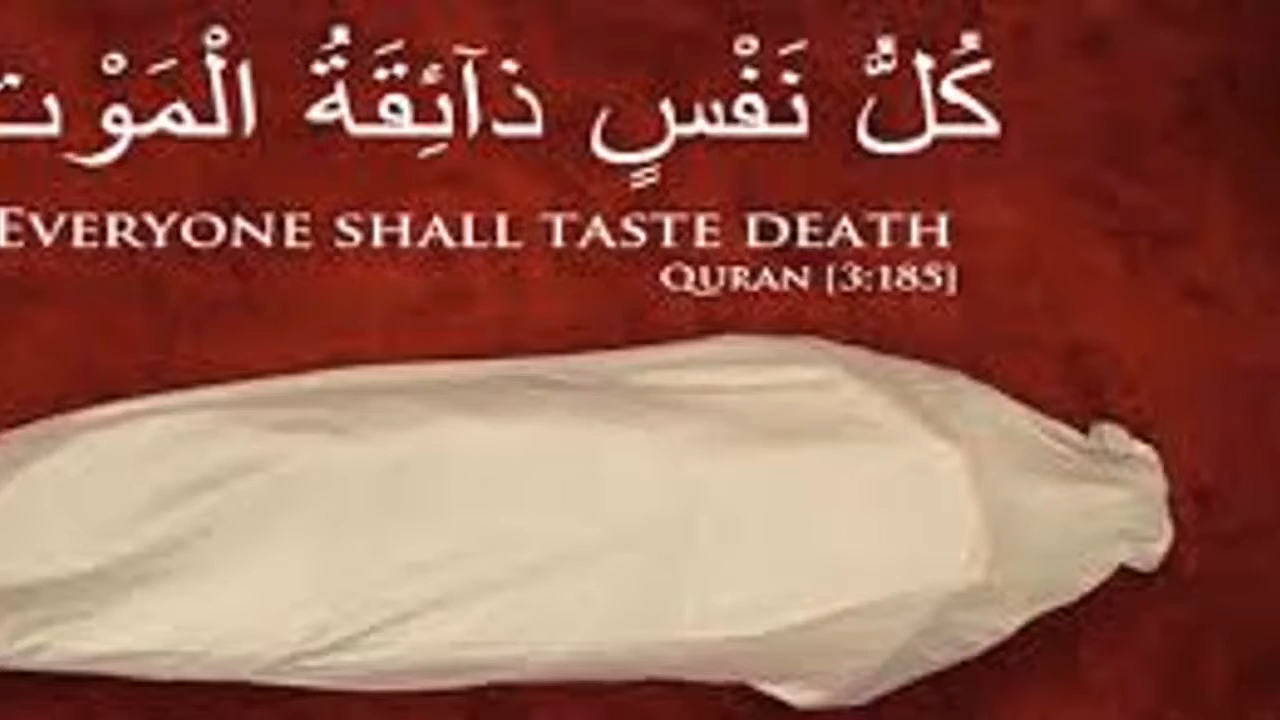 كُلُّ نَفْسٍ ذَآئِقَةُ الْمَوْت
EVERYONE SHALL TASTE DEATH
QURAN [3:185]